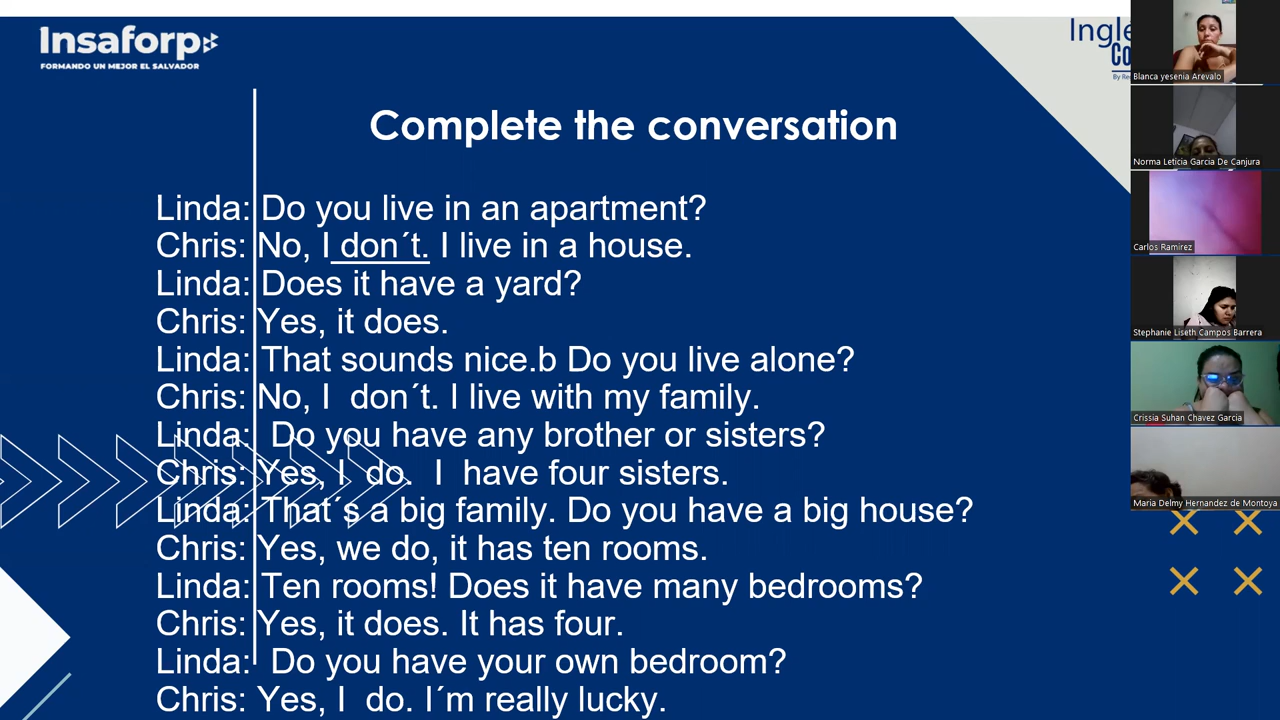 Insaforp
FORMANDO UN MEJOR EL SALVADOR
Complete the conversation
Linda: Do you live in an apartment?
Chris: No, I don´t. I live in a house.
Linda: Does it have a yard?
Chris: Yes, it does.
Linda: That sounds nice.b Do you live alone?
Chris: No, I  don´t. I live with my family.
Linda:  Do you have any brother or sisters?
Chris: Yes, I  do.  I  have four sisters.
Linda: That´s a big family. Do you have a big house?
Chris: Yes, we do, it has ten rooms.
Linda: Ten rooms! Does it have many bedrooms?
Chris: Yes, it does. It has four.
Linda:  Do you have your own bedroom?
Chris: Yes, I  do. I´m really lucky.
Blanca yesenia Arevalo
Norma Leticia Garcia De Canjura
Carlos Ramirez
Stephanie Liseth Campos Barrera
Crissia Suhan Chavez Garcia
Maria Delmy Hernandez de Montoya